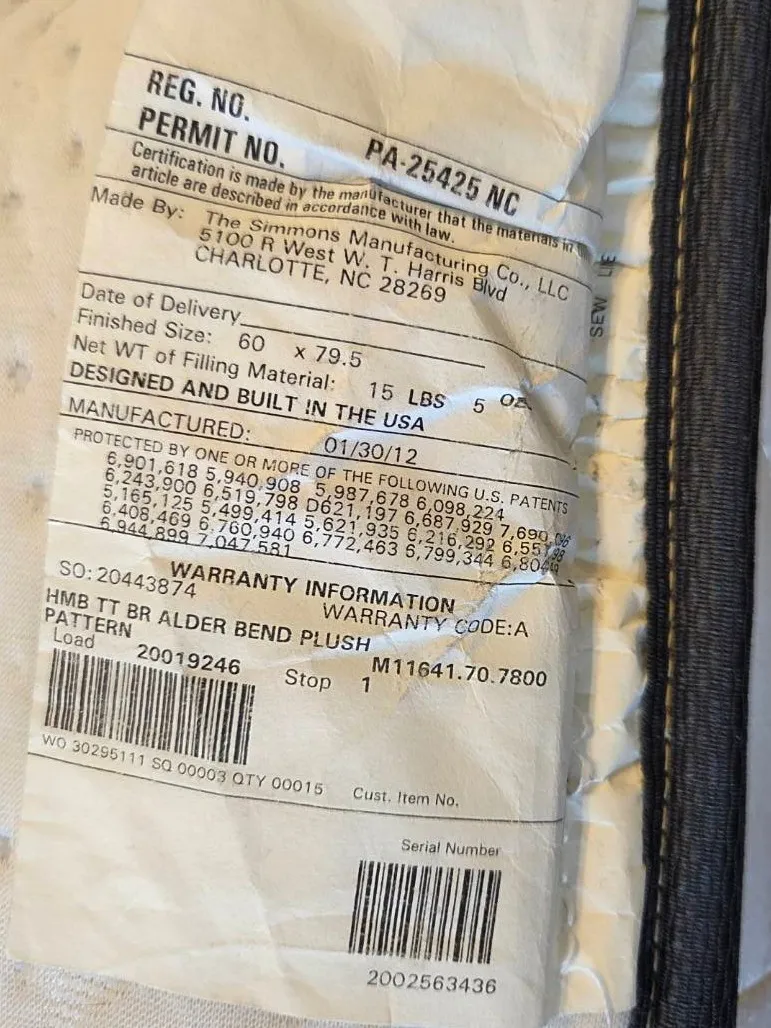 REG. NO.
PERMIT NO. PA-25425 NC
Certification is made by the manufacturer that the materials in
article are described in accordance with law.
Made By: The Simmons Manufacturing Co., LLC
5100 R West W. T. Harris Blvd
CHARLOTTE, NC 28269
Date of Delivery
Finished Size: 60 x 79.5
Net WT of Filling Material: 15 LBS 5 OZ.
DESIGNED AND BUILT IN THE USA
MANUFACTURED: 01/30/12
PROTECTED BY ONE OR MORE OF THE FOLLOWING U.S. PATENTS
6,901,618 5,940,908 5,987,678 6,098,224
6,243,900 6,519,798 D621,197 6,687,929
5,165,125 5,499,414 5,621,935 6,216,292
6,408,469 6,760,940 6,772,463 6,799,344
6,944,899 7,047,581
WARRANTY INFORMATION
SO: 20443874 WARRANTY CODE:A
HMB TT BR ALDER BEND PLUSH
PATTERN M11641.70.7800
Load 20019246 Stop 1
WO 30295111 SQ 00003 QTY 00015 Cust. Item No.
Serial Number
2002563436
SEW